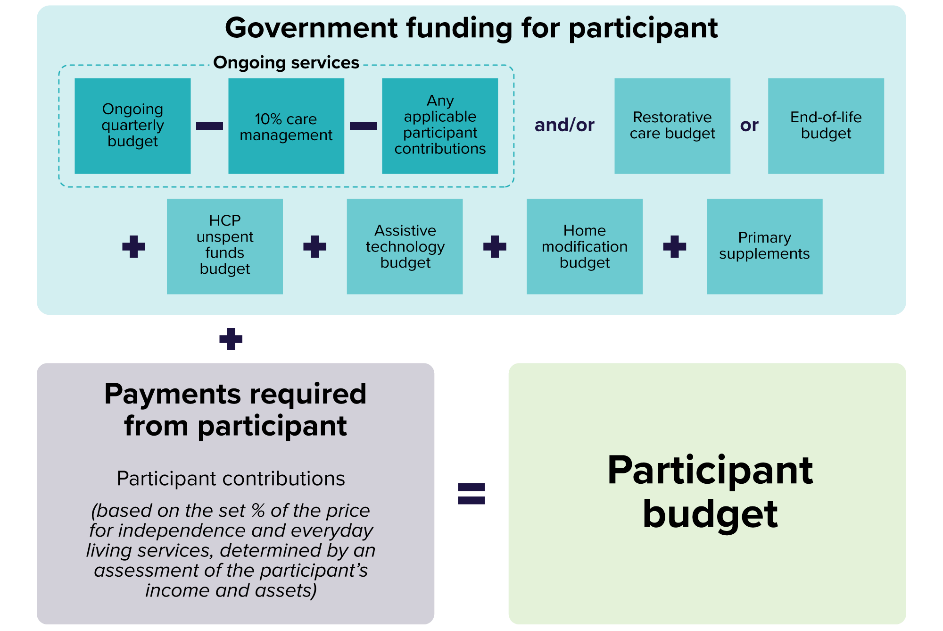 Government funding for participant
Ongoing services
Ongoing
quarterly
budget
10% care
management
Any
applicable
participant
contributions
and/or
Restorative
care budget
or
End-of-life
budget
HCP
unspent
funds
budget
Assistive
technology
budget
Home
modification
budget
Primary
supplements
Payments required
from participant
Participant contributions
(based on the set % of the price
for independence and everyday
living services, determined by an
assessment of the participant's
income and assets)
Participant
budget